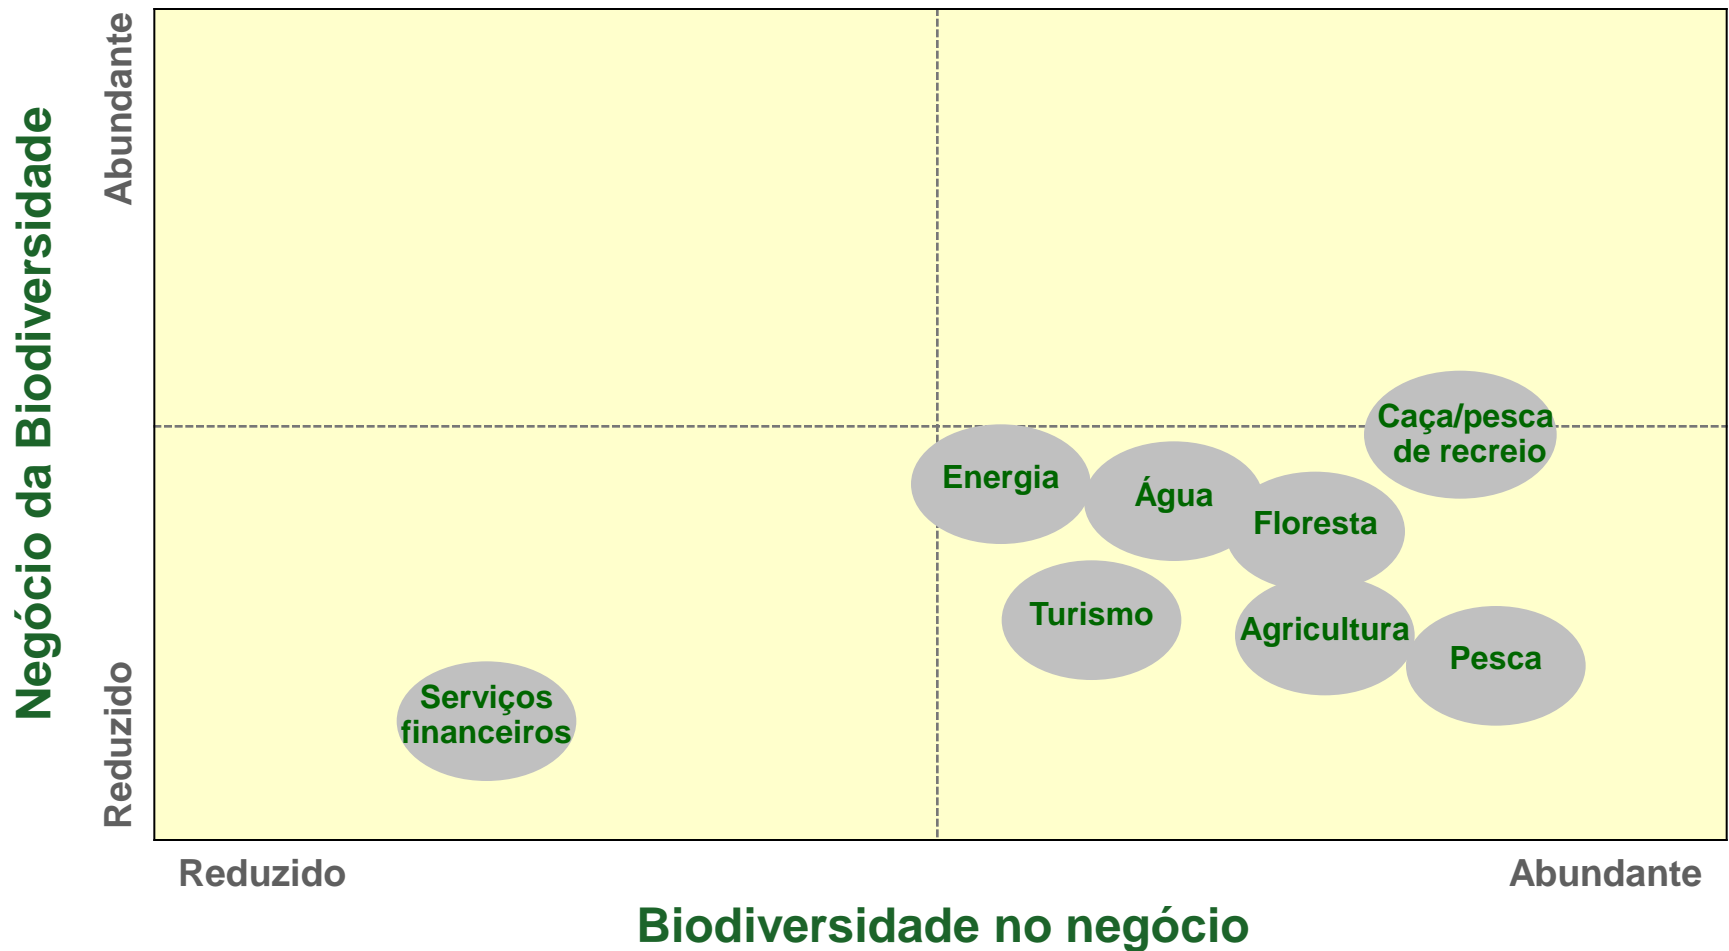 Negócio da Biodiversidade
Abundante
Reduzido
Caça/pesca
de recreio
Energia
Água
Floresta
Turismo
Agricultura
Pesca
Serviços
financeiros
Reduzido
Abundante
Biodiversidade no negócio